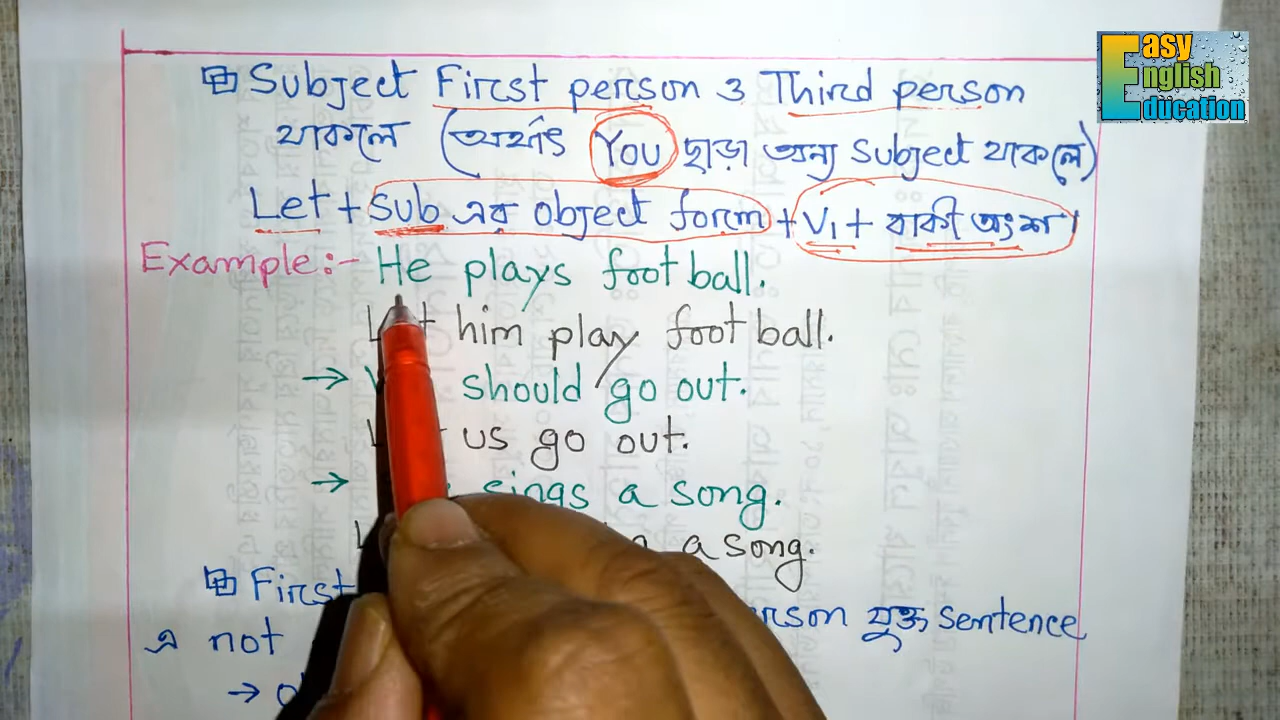 Easy English Education
Subject First person ও Third person
থাকলে (অর্থাৎ You ছাড়া অন্য Subject থাকলে)
Let + Sub এর object form + V1 + বাকী অংশ।
Example:- He plays football.
him play football.
→ should go out.
us go out.
→ sings a song.
a song.
First person যুক্ত sentence
এ not
→